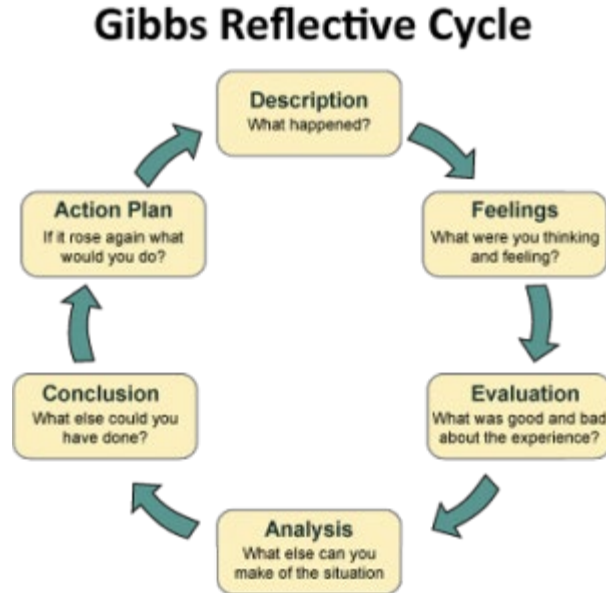 Gibbs Reflective Cycle
Description
What happened?
Feelings
What were you thinking
and feeling?
Evaluation
What was good and bad
about the experience?
Analysis
What else can you
make of the situation
Conclusion
What else could you
have done?
Action Plan
If it rose again what
would you do?